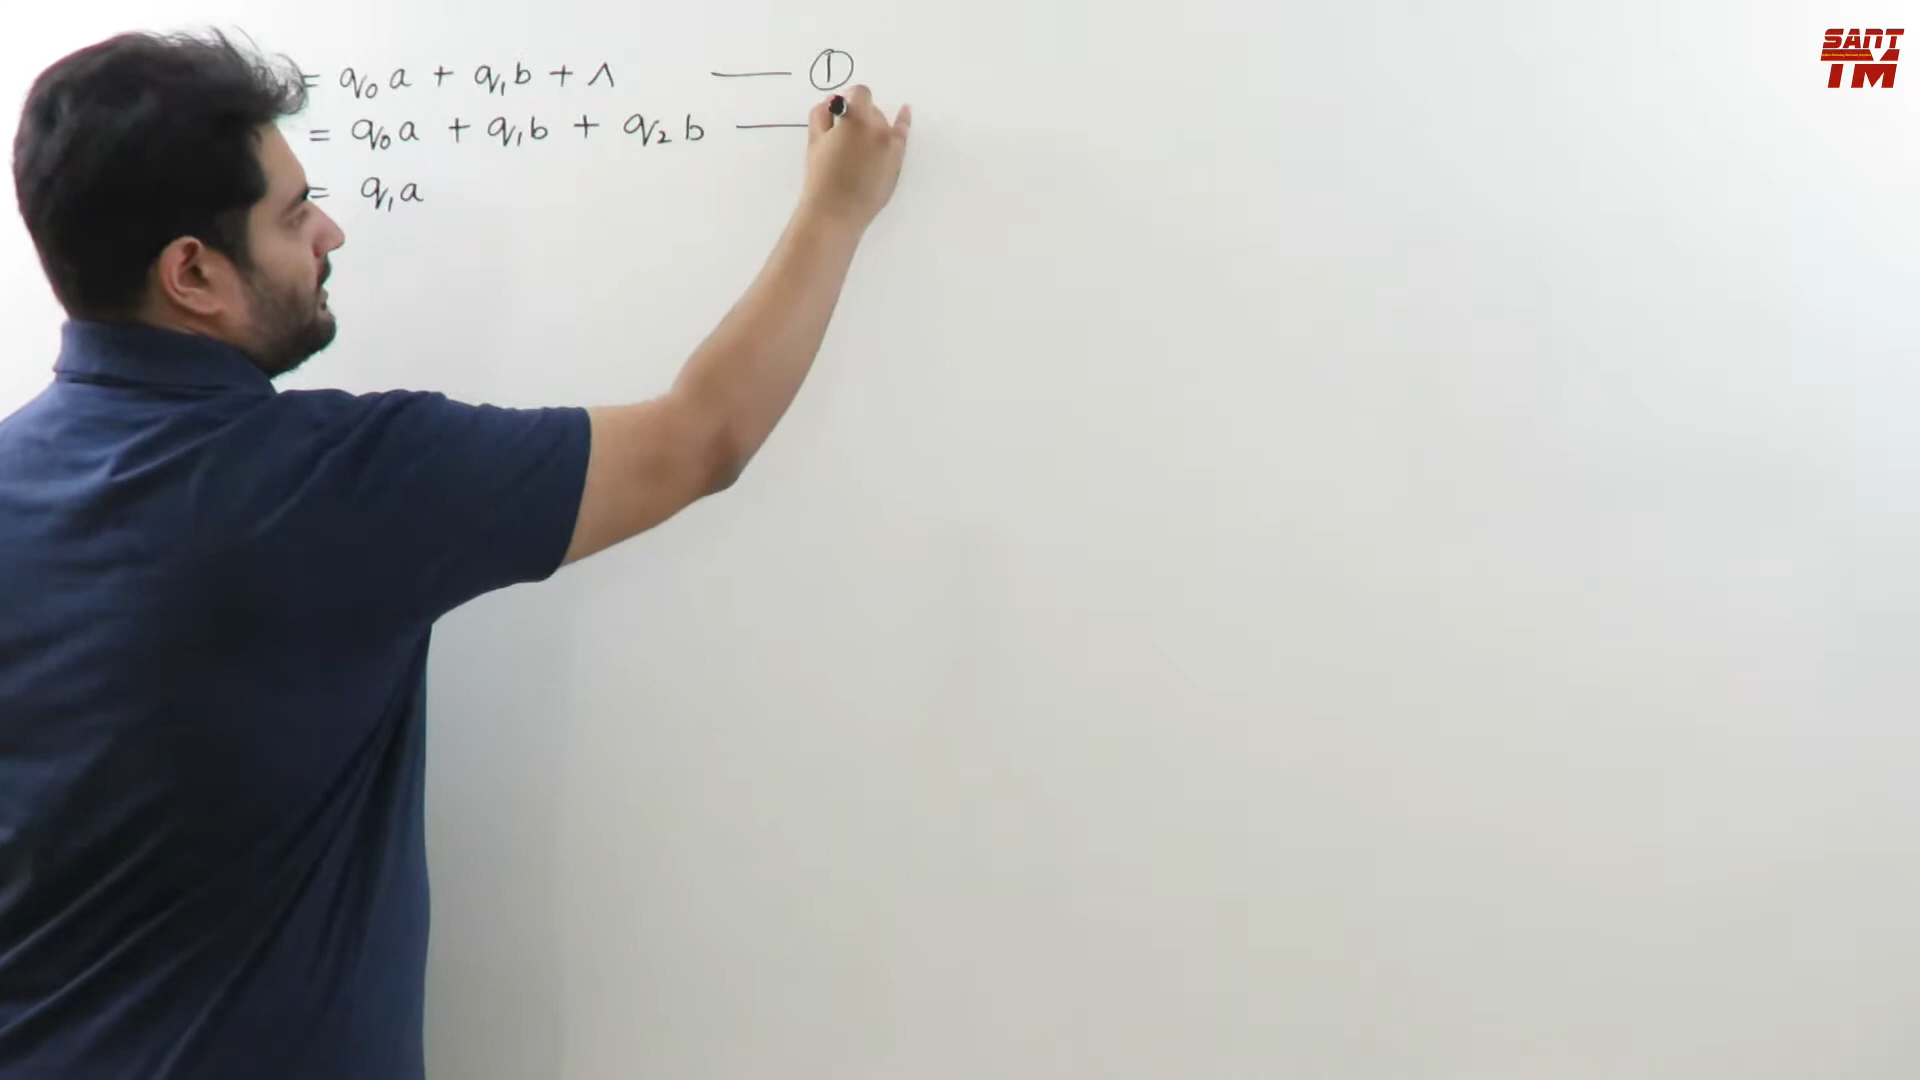 = q₀a + q₁b + Λ —— ①
= q₀a + q₁b + q₂b ——
= q₁a
SANT
TM